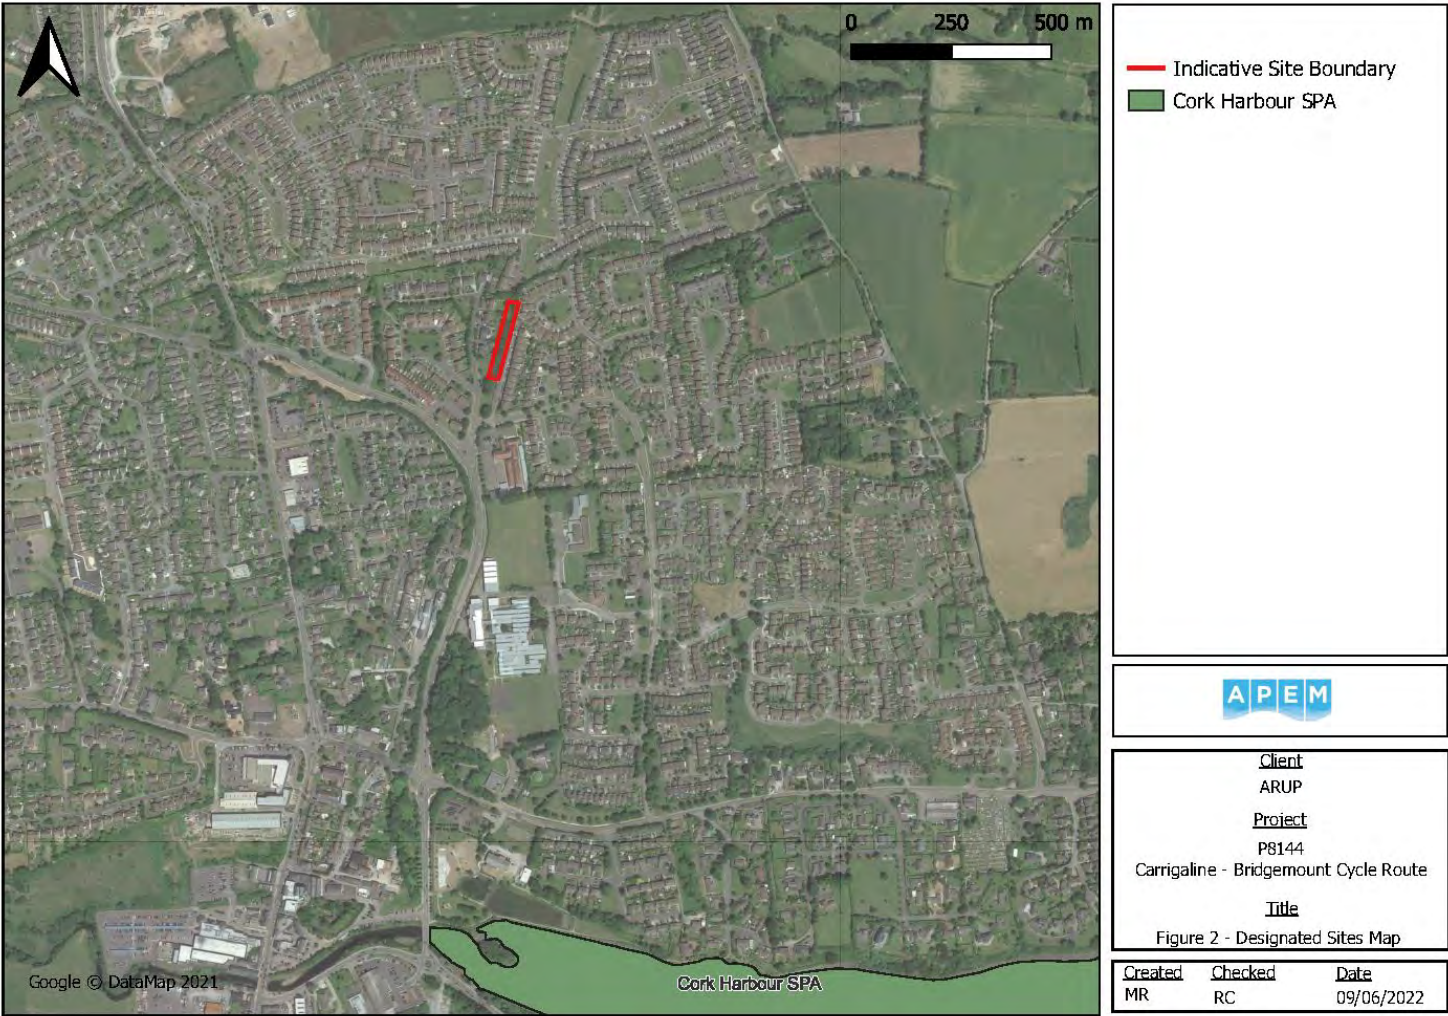 0 250 500 m
Indicative Site Boundary
Cork Harbour SPA
Google © DataMap 2021
Cork Harbour SPA
APEM
Client
ARUP
Project
P8144
Carrigaline - Bridgemount Cycle Route
Title
Figure 2 - Designated Sites Map
Created Checked Date
MR RC 09/06/2022